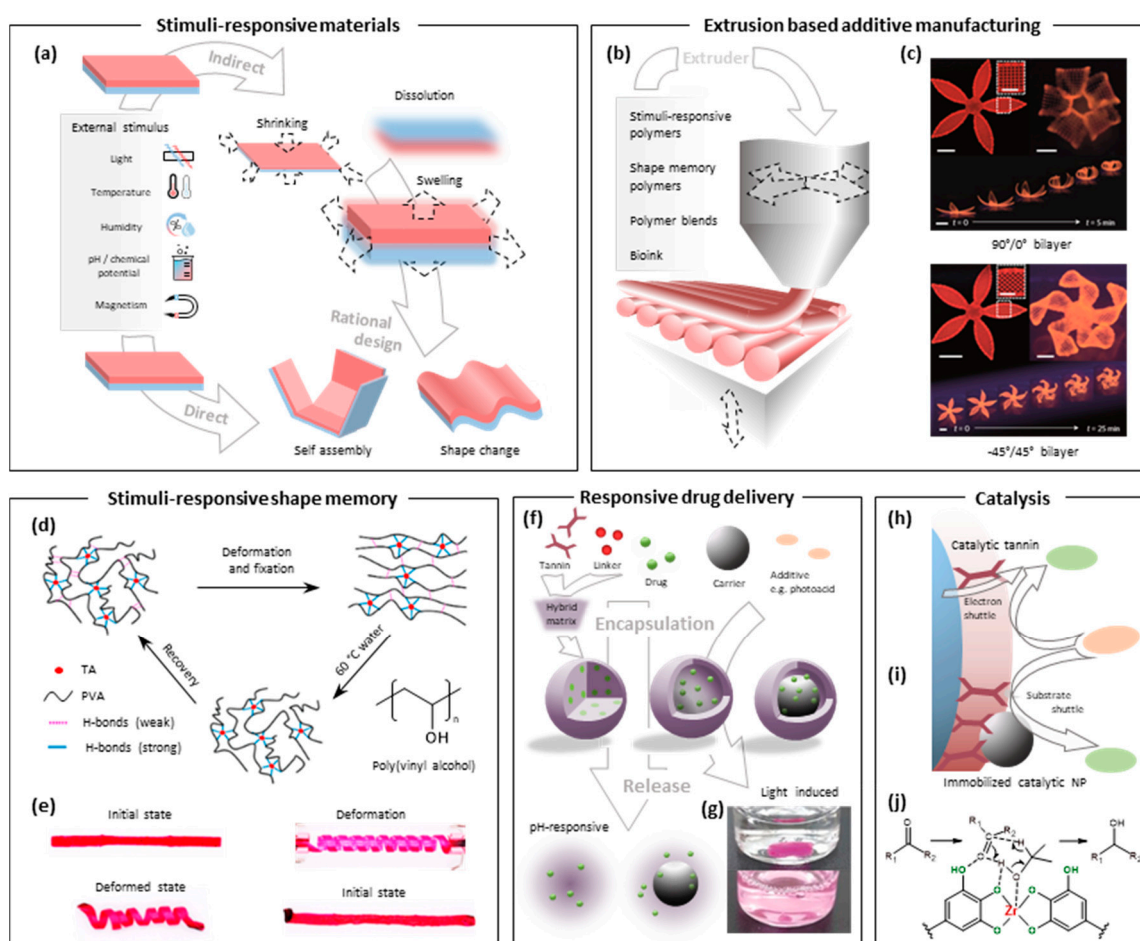 Stimuli-responsive materials
(a)
Indirect
External stimulus
Light
Temperature
Humidity
%
pH / chemical
potential
Magnetism
Shrinking
Dissolution
Swelling
Rational
design
Direct
Self assembly
Shape change
Extrusion based additive manufacturing
(b)
Extruder
Stimuli-responsive
polymers
Shape memory
polymers
Polymer blends
Bioink
(c)
t = 0
t = 5 min
90°/0° bilayer
t = 0
t = 25 min
-45°/45° bilayer
Stimuli-responsive shape memory
(d)
Deformation
and fixation
60 °C water
Recovery
TA
PVA
H-bonds (weak)
H-bonds (strong)
n
OH
Poly(vinyl alcohol)
(e)
Initial state
Deformation
Deformed state
Initial state
Responsive drug delivery
(f)
Tannin
Linker
Drug
Carrier
Additive
e.g. photoacid
Hybrid
matrix
Encapsulation
Release
pH-responsive
Light induced
(g)
Catalysis
(h)
Catalytic tannin
Electron
shuttle
(i)
Substrate
shuttle
Immobilized catalytic NP
(j)
O
R1
R2
R1
R2
C
H
O
H
O
OH
R1
R2
HO
OH
O
O
Zr
O
O